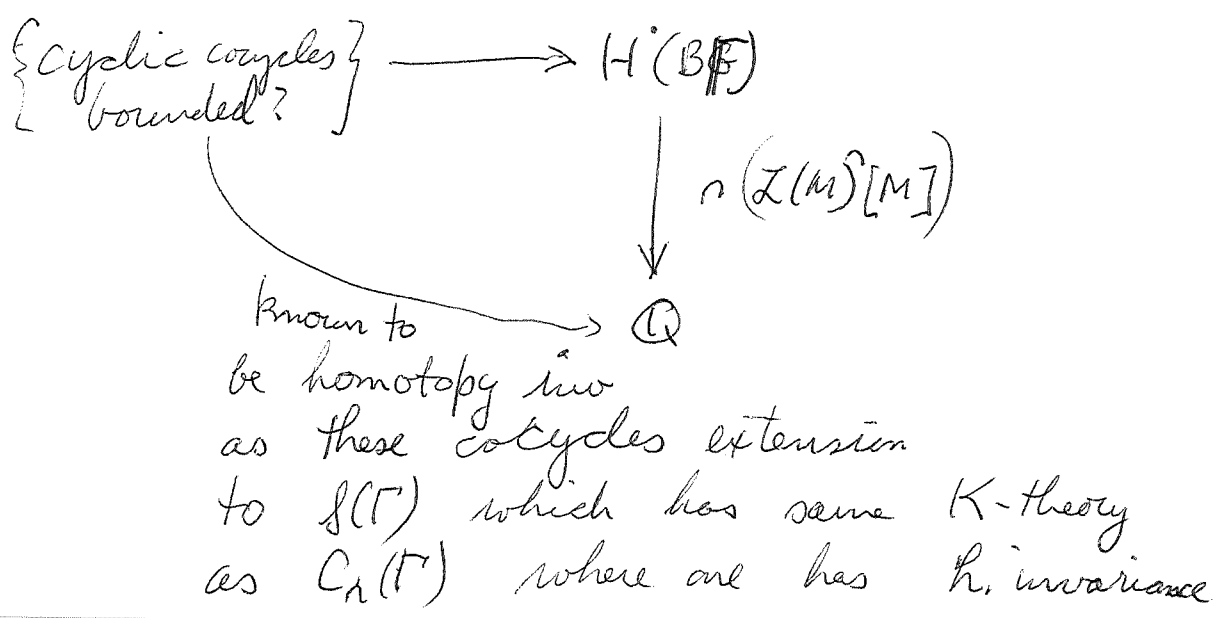 {cyclic cocycles} → H˙(BΓ)
bounded?
∩(ℒ(M)^[M])
known to → ℚ
be homotopy inv
as these cocycles extension
to 𝒮(Γ) which has same K-theory
as Cᵣ(Γ) where one has h. invariance